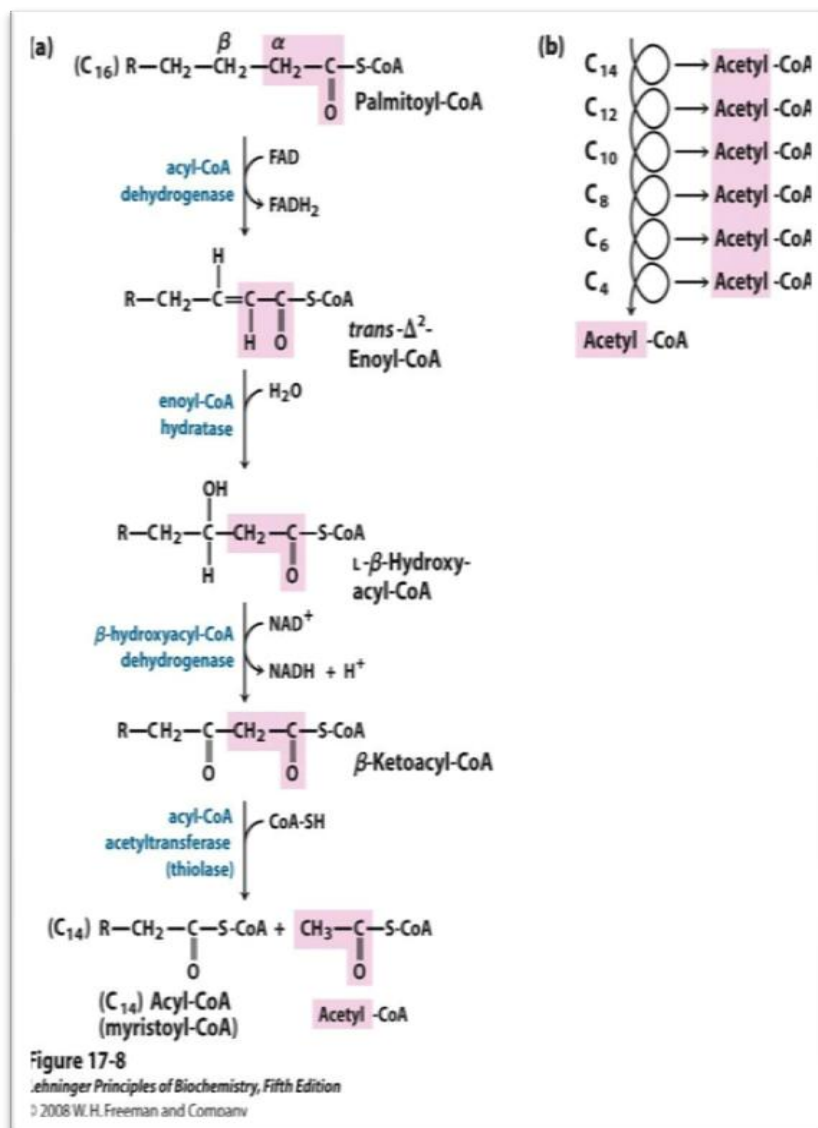 (a)
β α
(C₁₆) R—CH₂—CH₂—CH₂—C—S-CoA
O
Palmitoyl-CoA
acyl-CoA
dehydrogenase
FAD
FADH₂
H
R—CH₂—C=C—C—S-CoA
H O
trans-Δ²-
Enoyl-CoA
enoyl-CoA
hydratase
H₂O
OH
R—CH₂—C—CH₂—C—S-CoA
H O
L-β-Hydroxy-
acyl-CoA
β-hydroxyacyl-CoA
dehydrogenase
NAD⁺
NADH + H⁺
R—CH₂—C—CH₂—C—S-CoA
O O
β-Ketoacyl-CoA
acyl-CoA
acetyltransferase
(thiolase)
CoA-SH
(C₁₄) R—CH₂—C—S-CoA + CH₃—C—S-CoA
O O
(C₁₄) Acyl-CoA
(myristoyl-CoA)
Acetyl -CoA
(b)
C₁₄ Acetyl -CoA
C₁₂ Acetyl -CoA
C₁₀ Acetyl -CoA
C₈ Acetyl -CoA
C₆ Acetyl -CoA
C₄ Acetyl -CoA
Acetyl -CoA
Figure 17-8
Lehninger Principles of Biochemistry, Fifth Edition
© 2008 W. H. Freeman and Company